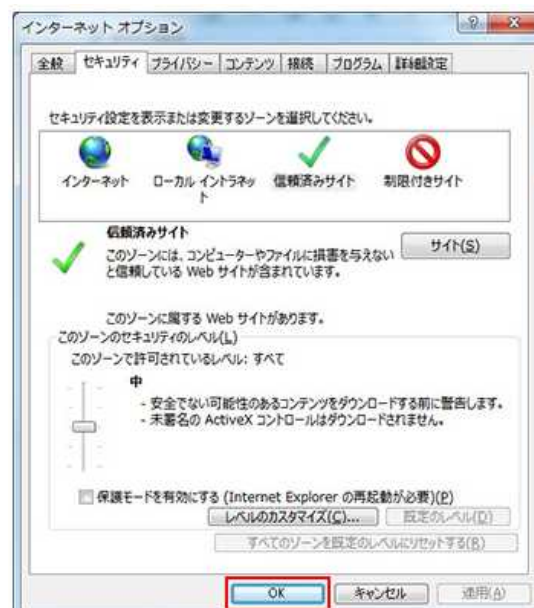 インターネット オプション
全般 セキュリティ プライバシー コンテンツ 接続 プログラム 詳細設定
セキュリティ設定を表示または変更するゾーンを選択してください。
インターネット ローカル イントラネッ 信頼済みサイト 制限付きサイト
ト
信頼済みサイト
サイト(S)
このゾーンには、コンピューターやファイルに損害を与えない
と信頼している Web サイトが含まれています。
このゾーンに属する Web サイトがあります。
このゾーンのセキュリティのレベル(L)
このゾーンで許可されているレベル: すべて
中
- 安全でない可能性のあるコンテンツをダウンロードする前に警告します。
- 未署名の ActiveX コントロールはダウンロードされません。
保護モードを有効にする (Internet Explorer の再起動が必要)(P)
レベルのカスタマイズ(C)... 既定のレベル(D)
すべてのゾーンを既定のレベルにリセットする(R)
OK キャンセル 適用(A)